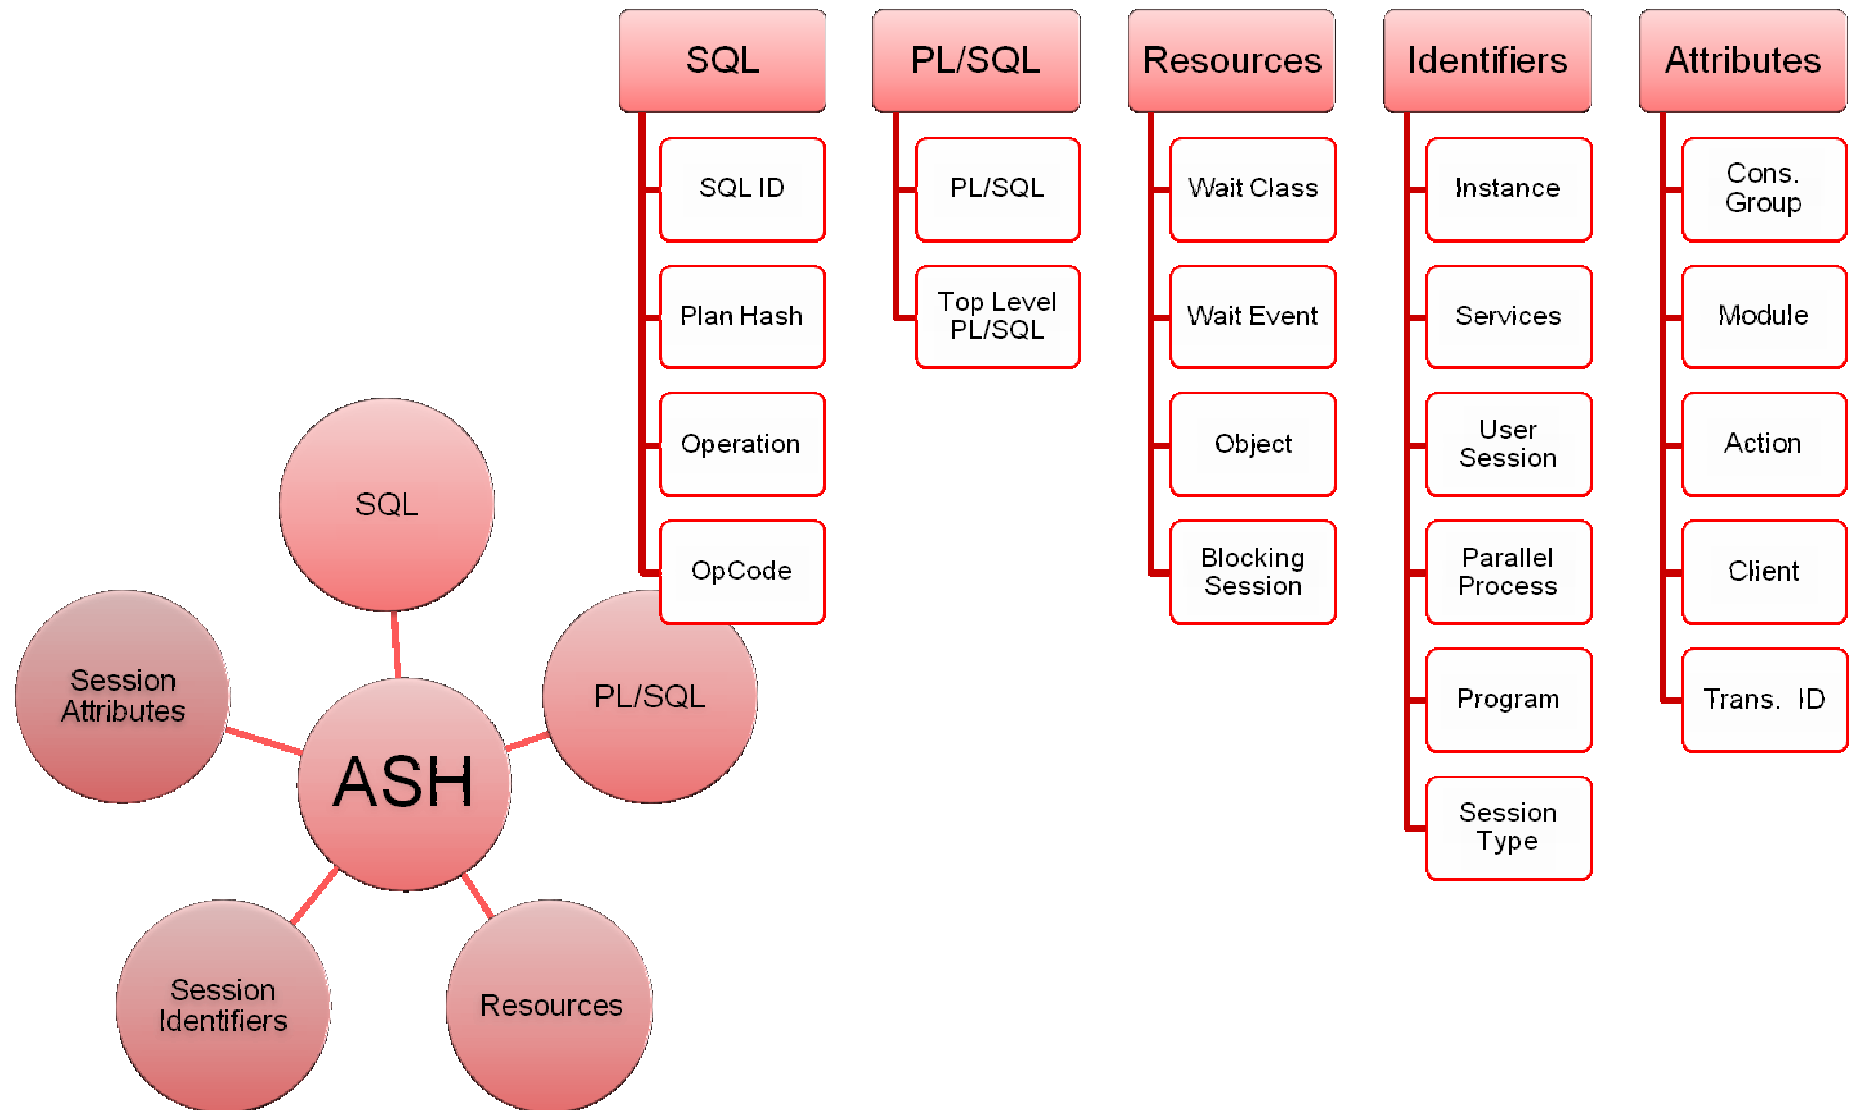 SQL
PL/SQL
Resources
Identifiers
Attributes
SQL ID
Plan Hash
Operation
OpCode
PL/SQL
Top Level
PL/SQL
Wait Class
Wait Event
Object
Blocking
Session
Instance
Services
User
Session
Parallel
Process
Program
Session
Type
Cons.
Group
Module
Action
Client
Trans. ID
SQL
PL/SQL
Resources
Session
Identifiers
Session
Attributes
ASH